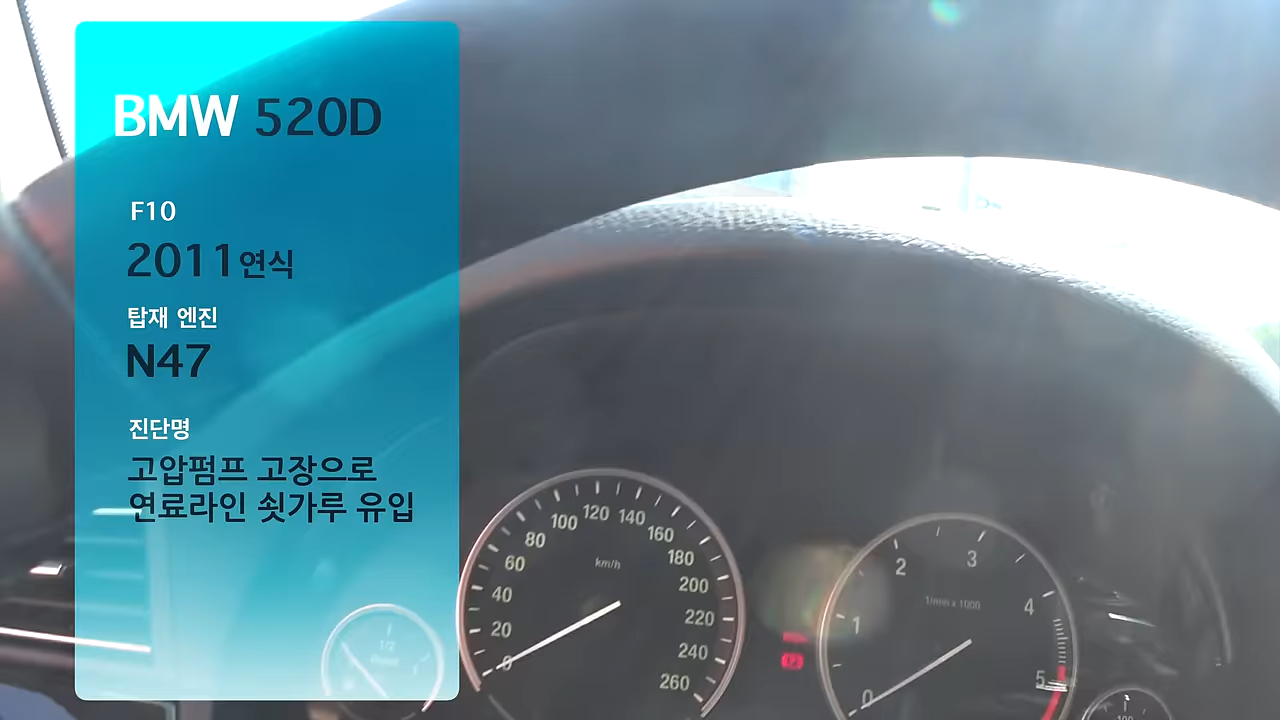 BMW 520D
F10
2011연식
탑재 엔진
N47
진단명
고압펌프 고장으로
연료라인 쇳가루 유입
1/2
0 20 40 60 80 100 120 140 160 180 200 220 240 260
km/h
0 1 2 3 4 5
1/min x 1000
100